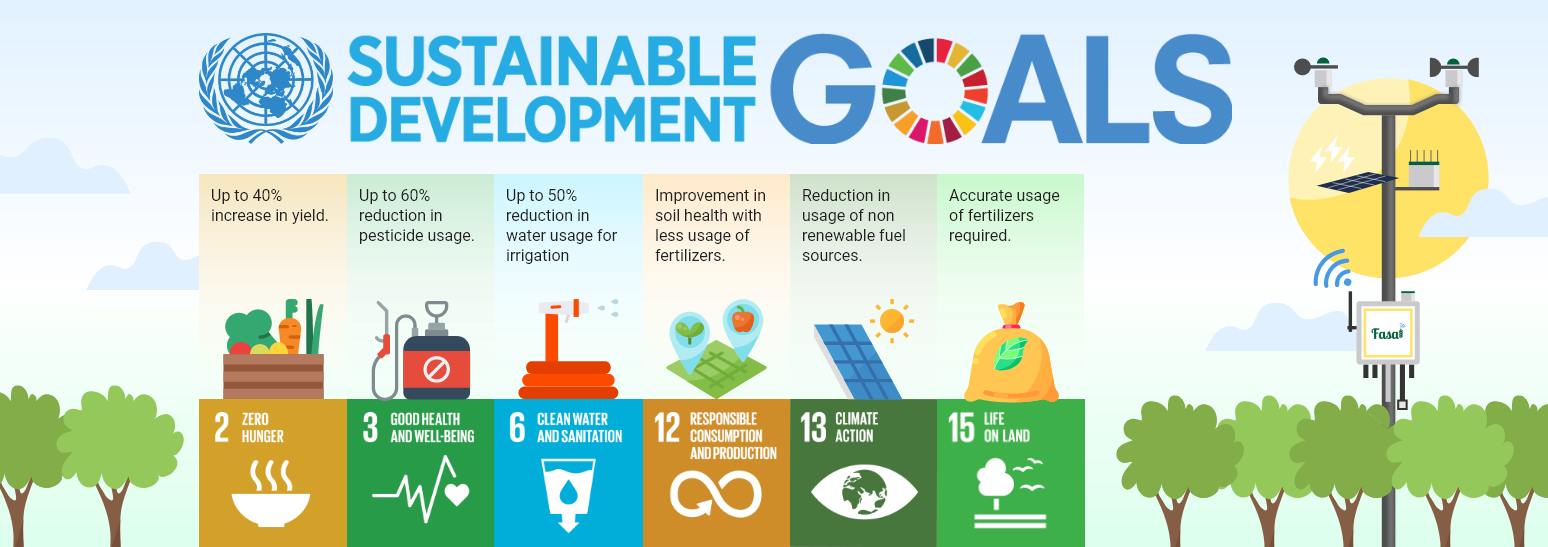 SUSTAINABLE
DEVELOPMENT
GOALS
Up to 40%
increase in yield.
Up to 60%
reduction in
pesticide usage.
Up to 50%
reduction in
water usage for
irrigation
Improvement in
soil health with
less usage of
fertilizers.
Reduction in
usage of non
renewable fuel
sources.
Accurate usage
of fertilizers
required.
Fasal
2 ZERO
HUNGER
3 GOOD HEALTH
AND WELL-BEING
6 CLEAN WATER
AND SANITATION
12 RESPONSIBLE
CONSUMPTION
AND PRODUCTION
13 CLIMATE
ACTION
15 LIFE
ON LAND